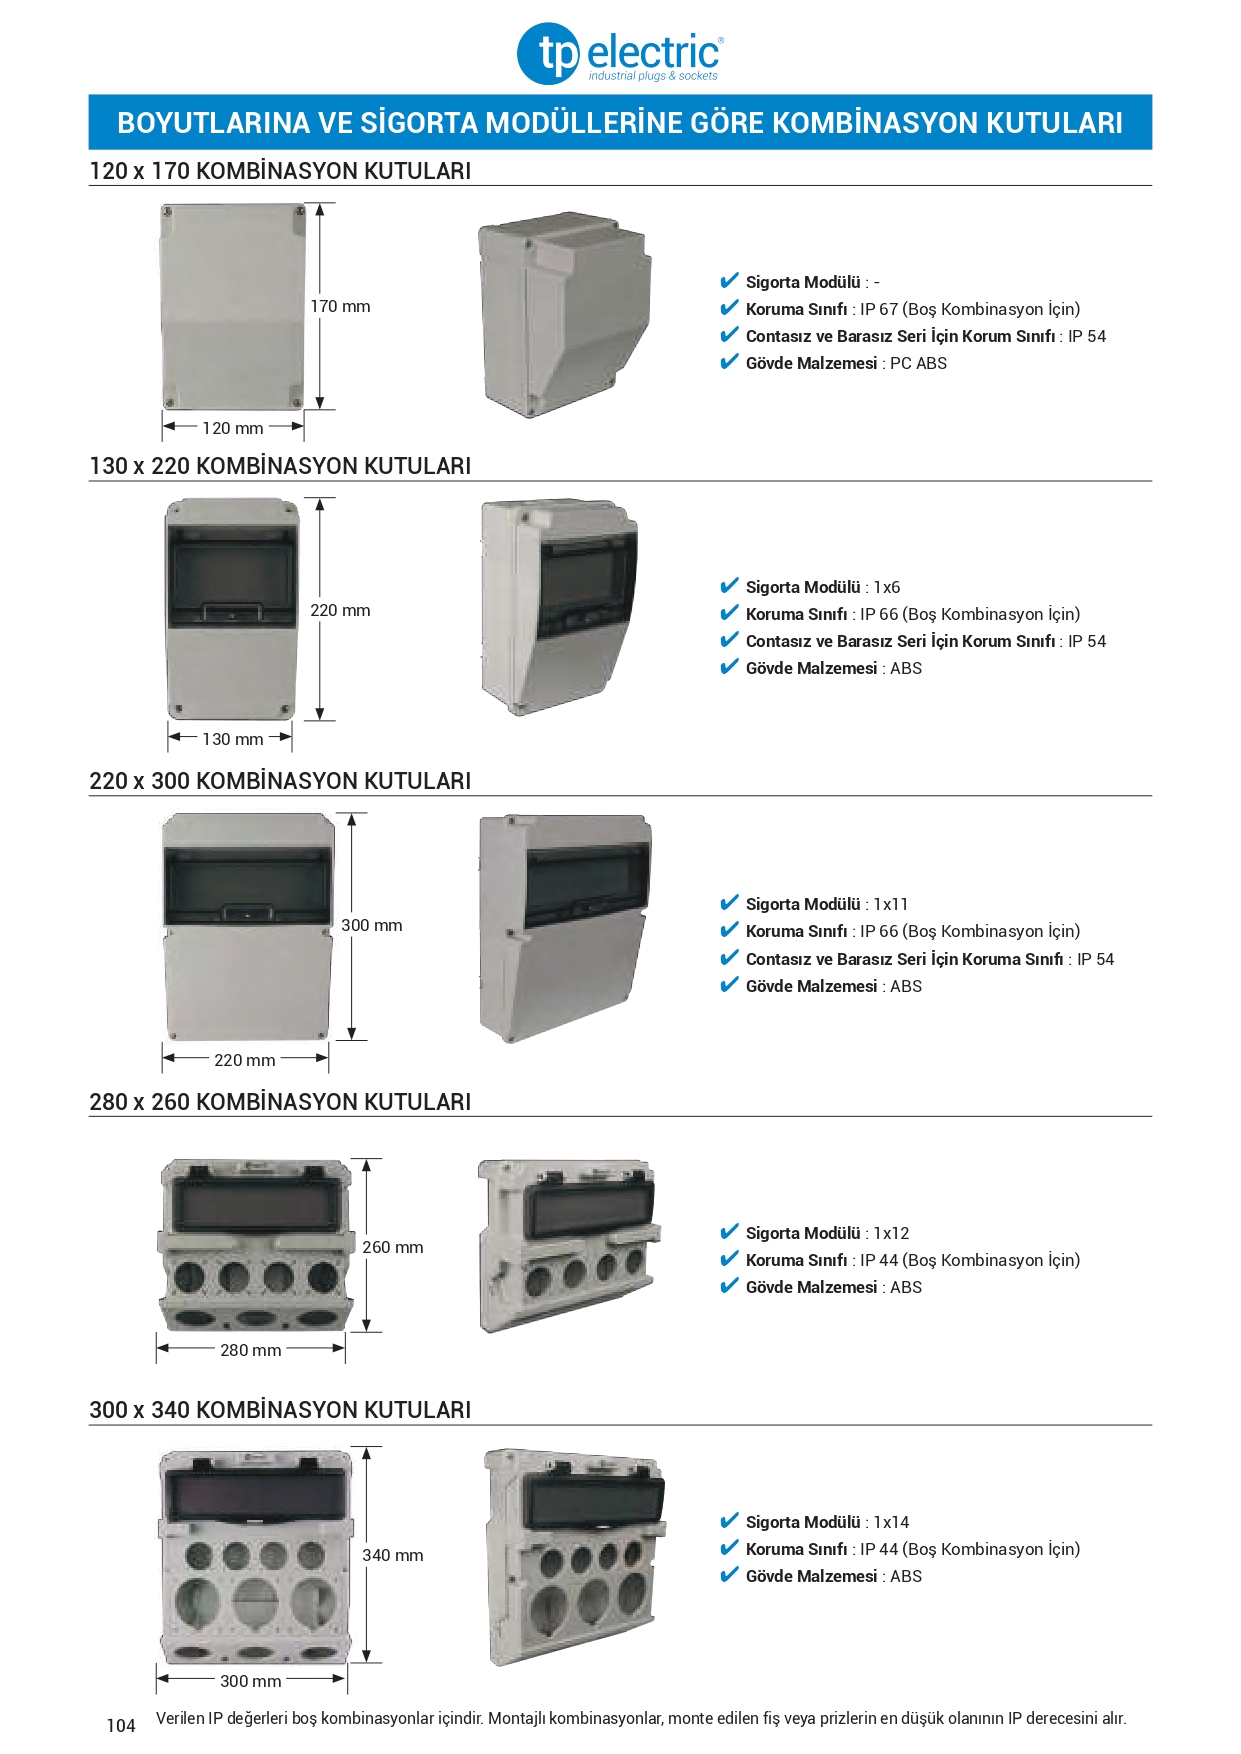 tp electric®
industrial plugs & sockets
BOYUTLARINA VE SİGORTA MODÜLLERİNE GÖRE KOMBİNASYON KUTULARI
120 x 170 KOMBİNASYON KUTULARI
170 mm
120 mm
✔ Sigorta Modülü : -
✔ Koruma Sınıfı : IP 67 (Boş Kombinasyon İçin)
✔ Contasız ve Barasız Seri İçin Korum Sınıfı : IP 54
✔ Gövde Malzemesi : PC ABS
130 x 220 KOMBİNASYON KUTULARI
220 mm
130 mm
✔ Sigorta Modülü : 1x6
✔ Koruma Sınıfı : IP 66 (Boş Kombinasyon İçin)
✔ Contasız ve Barasız Seri İçin Korum Sınıfı : IP 54
✔ Gövde Malzemesi : ABS
220 x 300 KOMBİNASYON KUTULARI
300 mm
220 mm
✔ Sigorta Modülü : 1x11
✔ Koruma Sınıfı : IP 66 (Boş Kombinasyon İçin)
✔ Contasız ve Barasız Seri İçin Koruma Sınıfı : IP 54
✔ Gövde Malzemesi : ABS
280 x 260 KOMBİNASYON KUTULARI
260 mm
280 mm
✔ Sigorta Modülü : 1x12
✔ Koruma Sınıfı : IP 44 (Boş Kombinasyon İçin)
✔ Gövde Malzemesi : ABS
300 x 340 KOMBİNASYON KUTULARI
340 mm
300 mm
✔ Sigorta Modülü : 1x14
✔ Koruma Sınıfı : IP 44 (Boş Kombinasyon İçin)
✔ Gövde Malzemesi : ABS
104 Verilen IP değerleri boş kombinasyonlar içindir. Montajlı kombinasyonlar, monte edilen fiş veya prizlerin en düşük olanının IP derecesini alır.